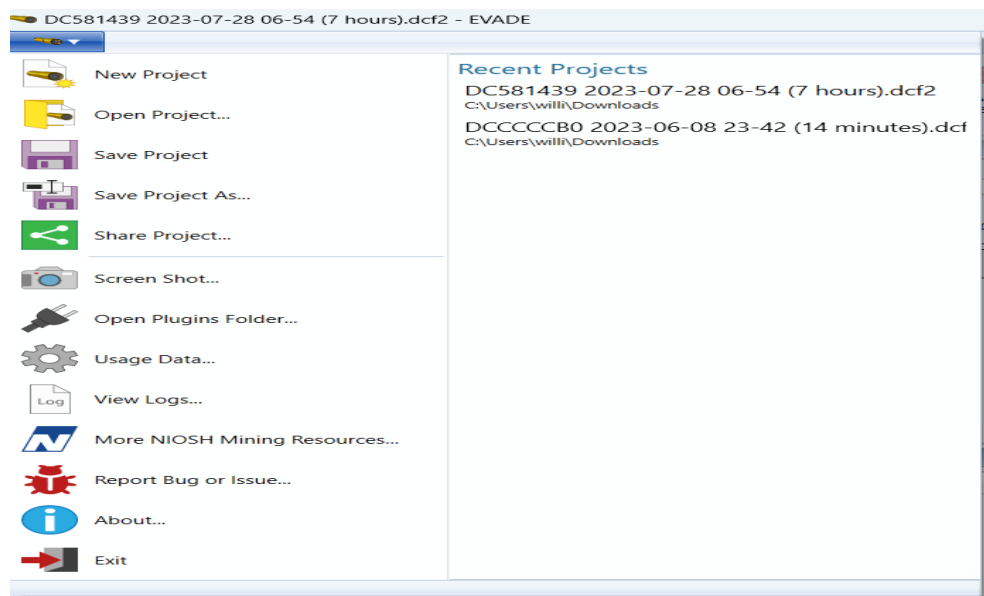 DC581439 2023-07-28 06-54 (7 hours).dcf2 - EVADE
New Project
Open Project...
Save Project
Save Project As...
Share Project...
Screen Shot...
Open Plugins Folder...
Usage Data...
Log
View Logs...
More NIOSH Mining Resources...
Report Bug or Issue...
About...
Exit
Recent Projects
DC581439 2023-07-28 06-54 (7 hours).dcf2
C:\Users\willi\Downloads
DCCCCCB0 2023-06-08 23-42 (14 minutes).dcf
C:\Users\willi\Downloads